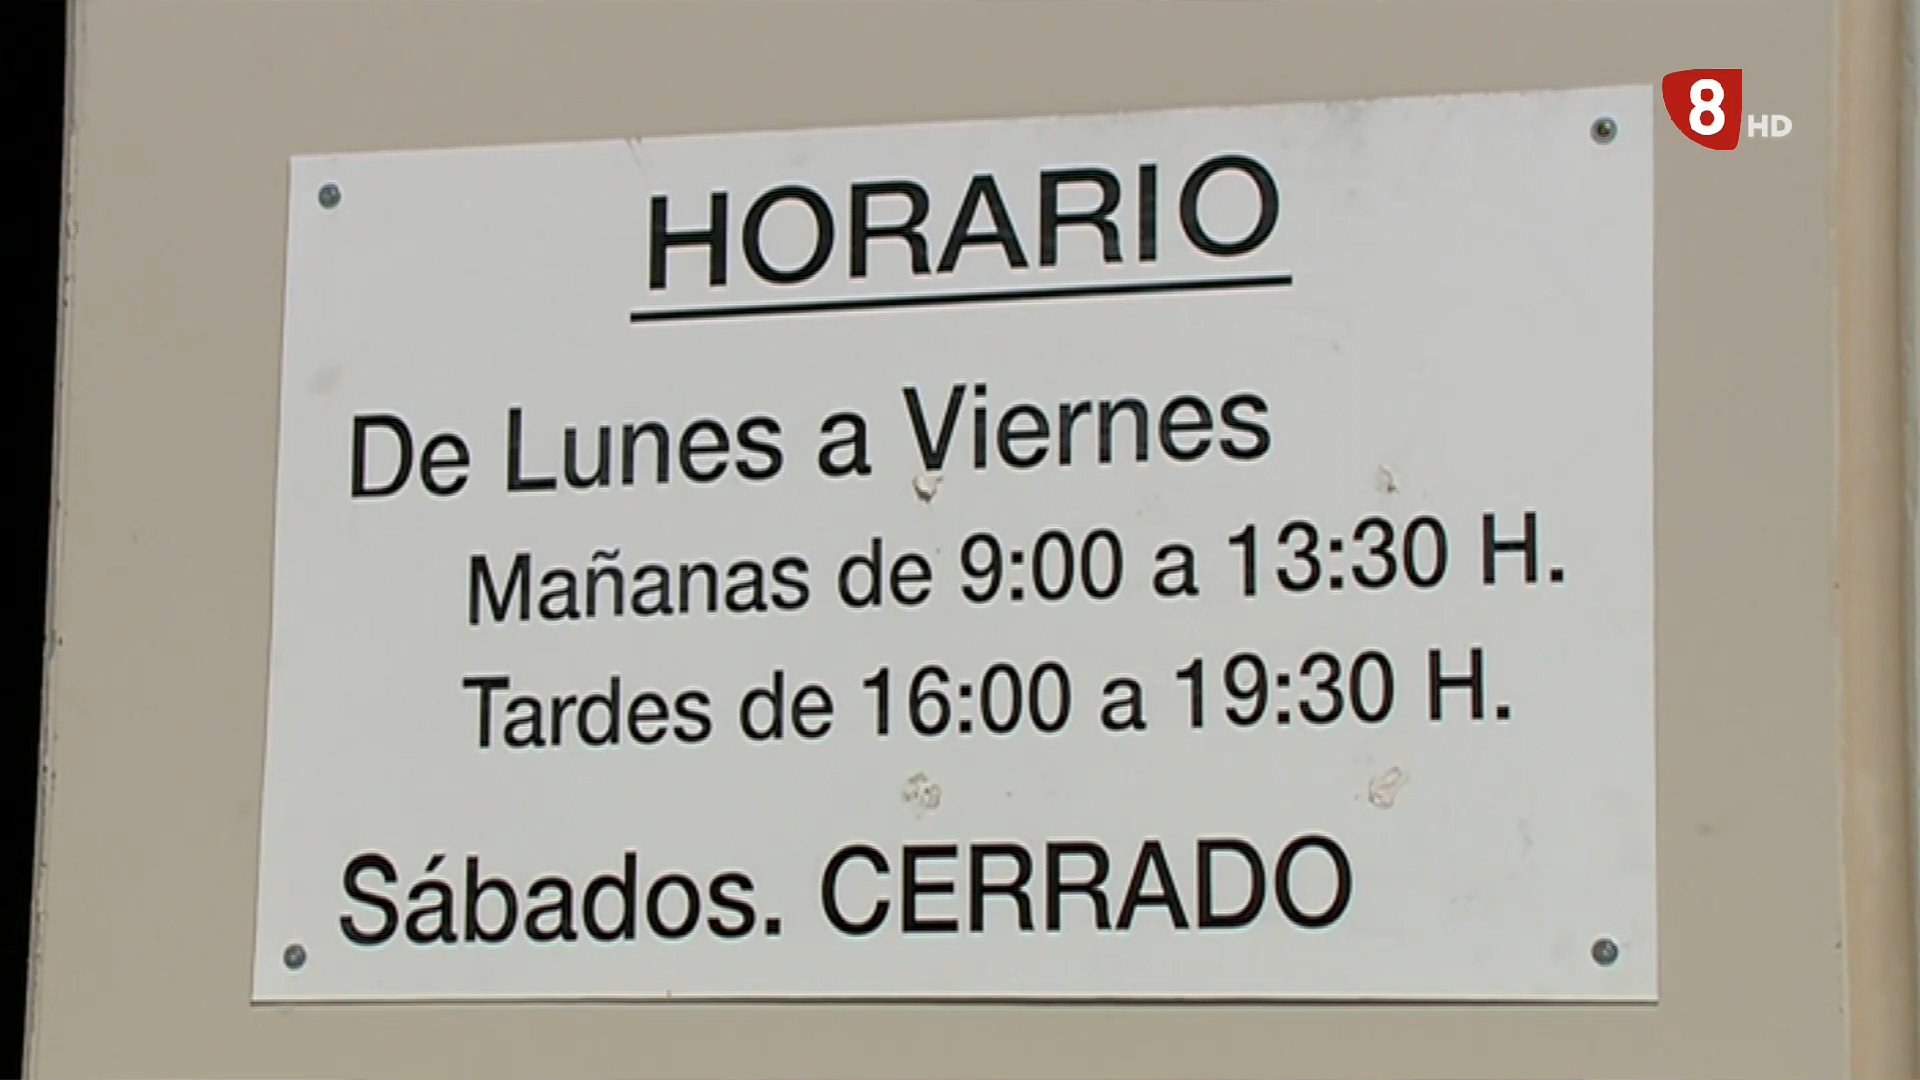 8 HD
HORARIO
De Lunes a Viernes
Mañanas de 9:00 a 13:30 H.
Tardes de 16:00 a 19:30 H.
Sábados. CERRADO